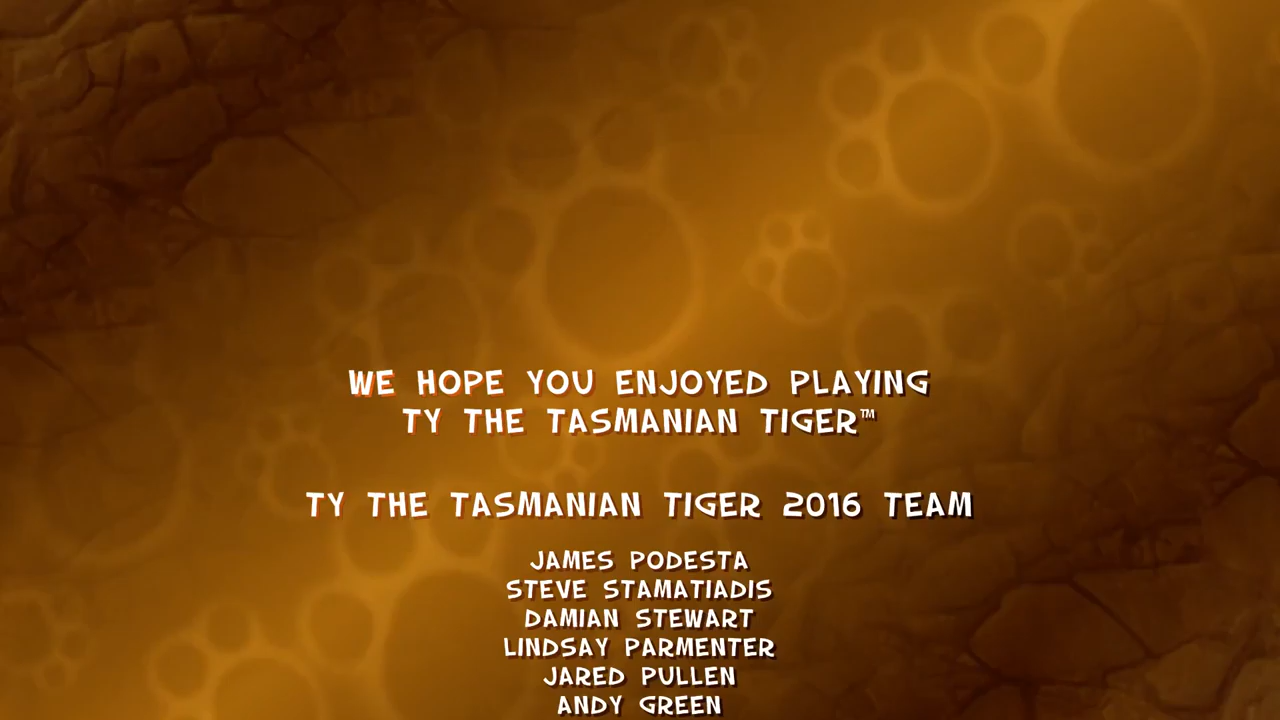 WE HOPE YOU ENJOYED PLAYING
TY THE TASMANIAN TIGER™
TY THE TASMANIAN TIGER 2016 TEAM
JAMES PODESTA
STEVE STAMATIADIS
DAMIAN STEWART
LINDSAY PARMENTER
JARED PULLEN
ANDY GREEN